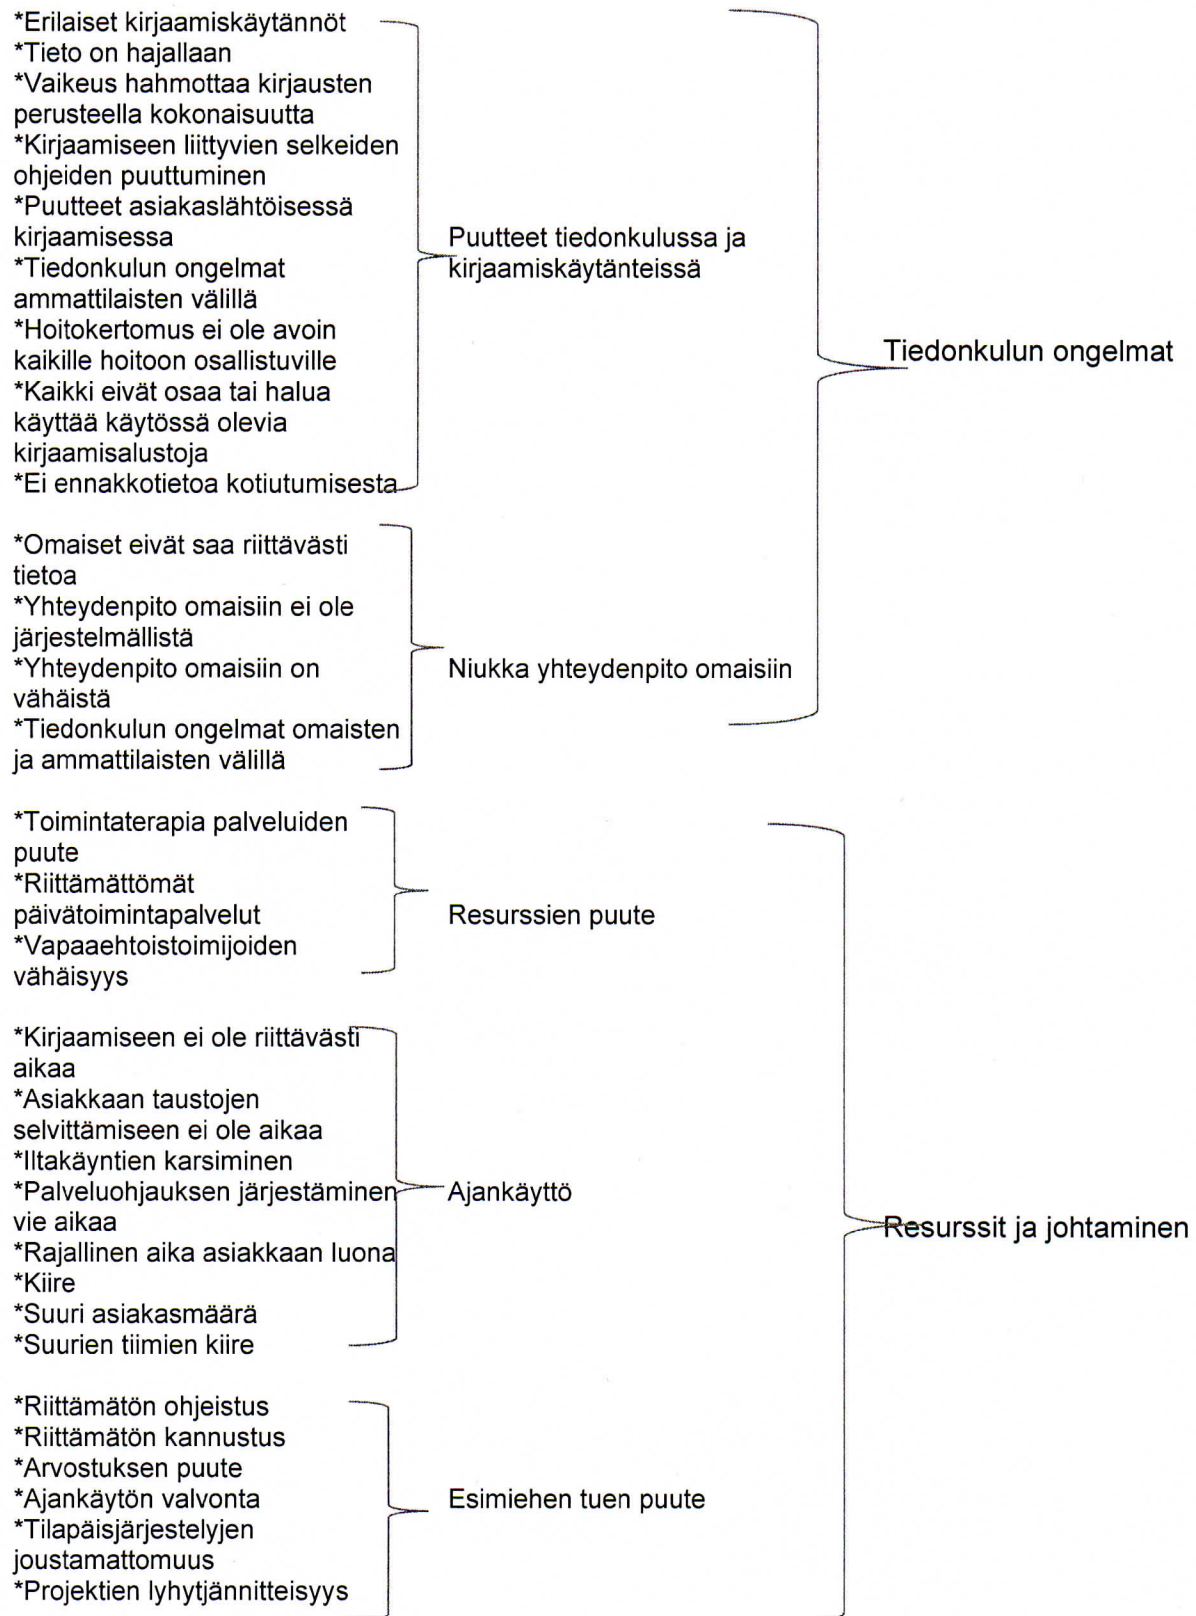 *Erilaiset kirjaamiskäytännöt
*Tieto on hajallaan
*Vaikeus hahmottaa kirjausten
perusteella kokonaisuutta
*Kirjaamiseen liittyvien selkeiden
ohjeiden puuttuminen
*Puutteet asiakaslähtöisessä
kirjaamisessa
*Tiedonkulun ongelmat
ammattilaisten välillä
*Hoitokertomus ei ole avoin
kaikille hoitoon osallistuville
*Kaikki eivät osaa tai halua
käyttää käytössä olevia
kirjaamisalustoja
*Ei ennakkotietoa kotiutumisesta
Puutteet tiedonkulussa ja
kirjaamiskäytänteissä
*Omaiset eivät saa riittävästi
tietoa
*Yhteydenpito omaisiin ei ole
järjestelmällistä
*Yhteydenpito omaisiin on
vähäistä
*Tiedonkulun ongelmat omaisten
ja ammattilaisten välillä
Niukka yhteydenpito omaisiin
Tiedonkulun ongelmat
*Toimintaterapia palveluiden
puute
*Riittämättömät
päivätoimintapalvelut
*Vapaaehtoistoimijoiden
vähäisyys
Resurssien puute
*Kirjaamiseen ei ole riittävästi
aikaa
*Asiakkaan taustojen
selvittämiseen ei ole aikaa
*Iltakäyntien karsiminen
*Palveluohjauksen järjestäminen
vie aikaa
*Rajallinen aika asiakkaan luona
*Kiire
*Suuri asiakasmäärä
*Suurien tiimien kiire
Ajankäyttö
*Riittämätön ohjeistus
*Riittämätön kannustus
*Arvostuksen puute
*Ajankäytön valvonta
*Tilapäisjärjestelyjen
joustamattomuus
*Projektien lyhytjännitteisyys
Esimiehen tuen puute
Resurssit ja johtaminen